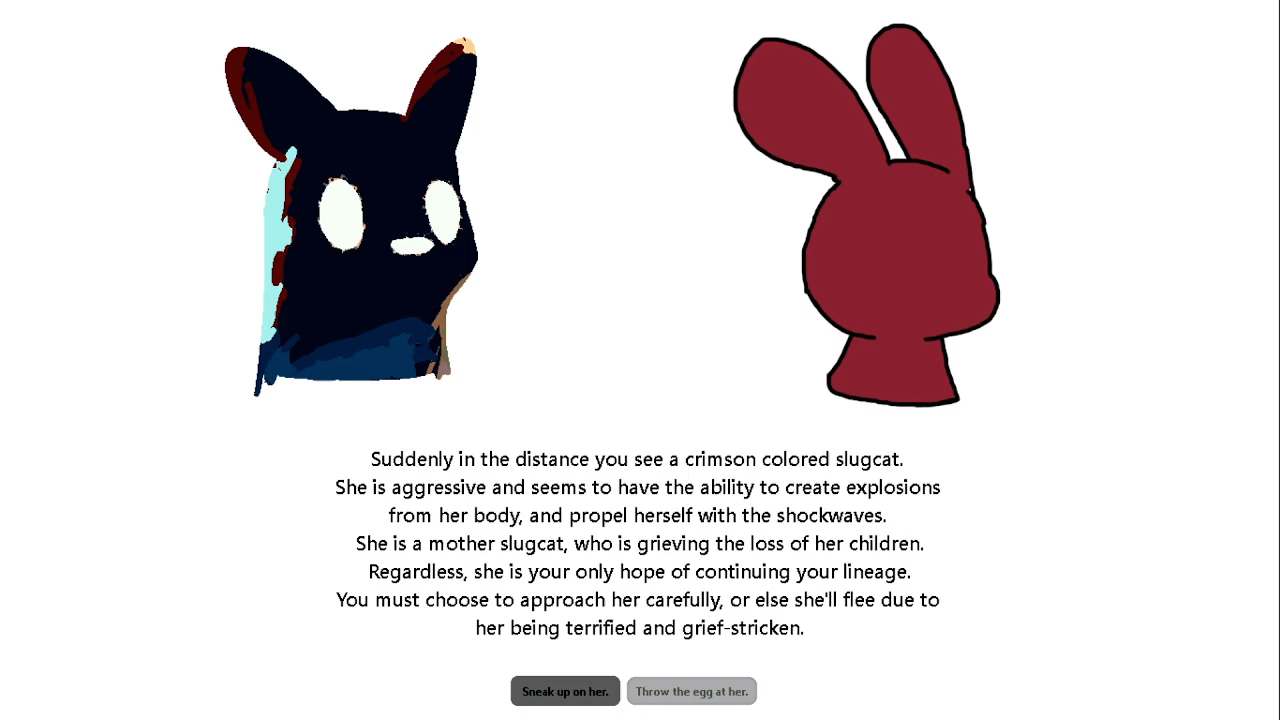 Suddenly in the distance you see a crimson colored slugcat.
She is aggressive and seems to have the ability to create explosions
from her body, and propel herself with the shockwaves.
She is a mother slugcat, who is grieving the loss of her children.
Regardless, she is your only hope of continuing your lineage.
You must choose to approach her carefully, or else she'll flee due to
her being terrified and grief-stricken.
Sneak up on her. Throw the egg at her.